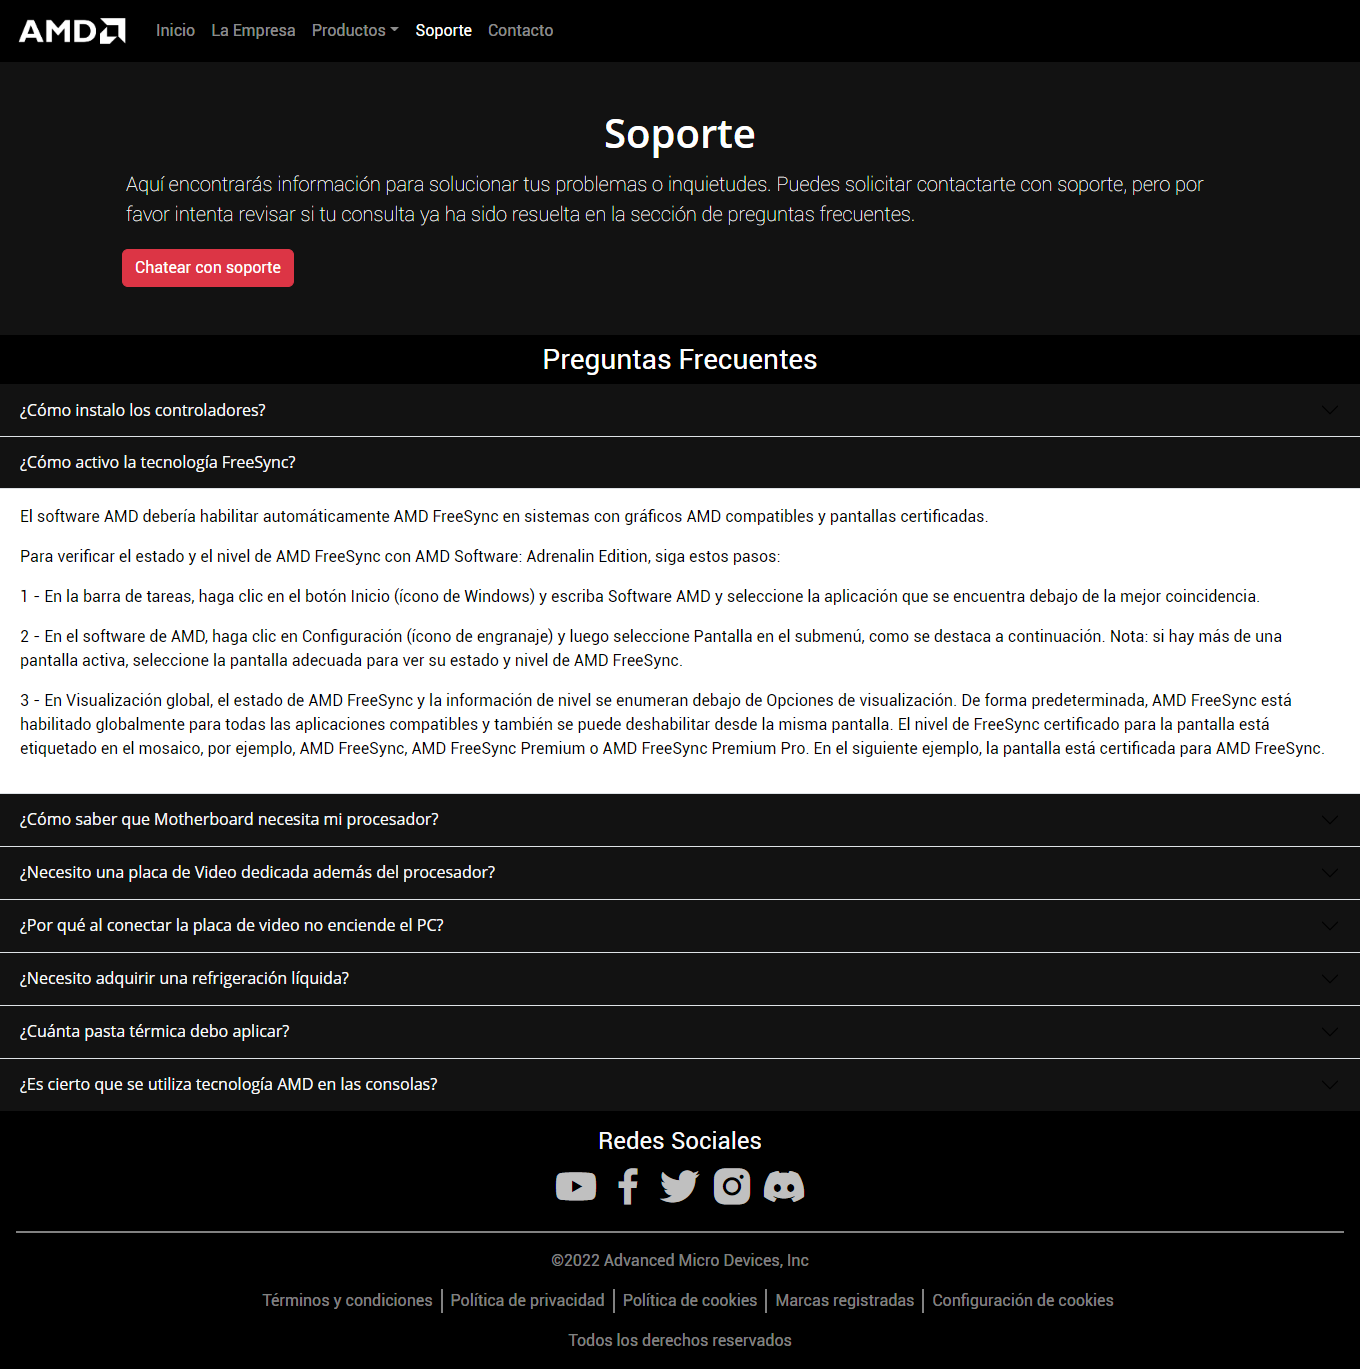 AMD
Inicio La Empresa Productos Soporte Contacto
Soporte
Aquí encontrarás información para solucionar tus problemas o inquietudes. Puedes solicitar contactarte con soporte, pero por
favor intenta revisar si tu consulta ya ha sido resuelta en la sección de preguntas frecuentes.
Chatear con soporte
Preguntas Frecuentes
¿Cómo instalo los controladores?
¿Cómo activo la tecnología FreeSync?
El software AMD debería habilitar automáticamente AMD FreeSync en sistemas con gráficos AMD compatibles y pantallas certificadas.
Para verificar el estado y el nivel de AMD FreeSync con AMD Software: Adrenalin Edition, siga estos pasos:
1 - En la barra de tareas, haga clic en el botón Inicio (ícono de Windows) y escriba Software AMD y seleccione la aplicación que se encuentra debajo de la mejor coincidencia.
2 - En el software de AMD, haga clic en Configuración (ícono de engranaje) y luego seleccione Pantalla en el submenú, como se destaca a continuación. Nota: si hay más de una
pantalla activa, seleccione la pantalla adecuada para ver su estado y nivel de AMD FreeSync.
3 - En Visualización global, el estado de AMD FreeSync y la información de nivel se enumeran debajo de Opciones de visualización. De forma predeterminada, AMD FreeSync está
habilitado globalmente para todas las aplicaciones compatibles y también se puede deshabilitar desde la misma pantalla. El nivel de FreeSync certificado para la pantalla está
etiquetado en el mosaico, por ejemplo, AMD FreeSync, AMD FreeSync Premium o AMD FreeSync Premium Pro. En el siguiente ejemplo, la pantalla está certificada para AMD FreeSync.
¿Cómo saber que Motherboard necesita mi procesador?
¿Necesito una placa de Video dedicada además del procesador?
¿Por qué al conectar la placa de video no enciende el PC?
¿Necesito adquirir una refrigeración líquida?
¿Cuánta pasta térmica debo aplicar?
¿Es cierto que se utiliza tecnología AMD en las consolas?
Redes Sociales
©2022 Advanced Micro Devices, Inc
Términos y condiciones Política de privacidad Política de cookies Marcas registradas Configuración de cookies
Todos los derechos reservados